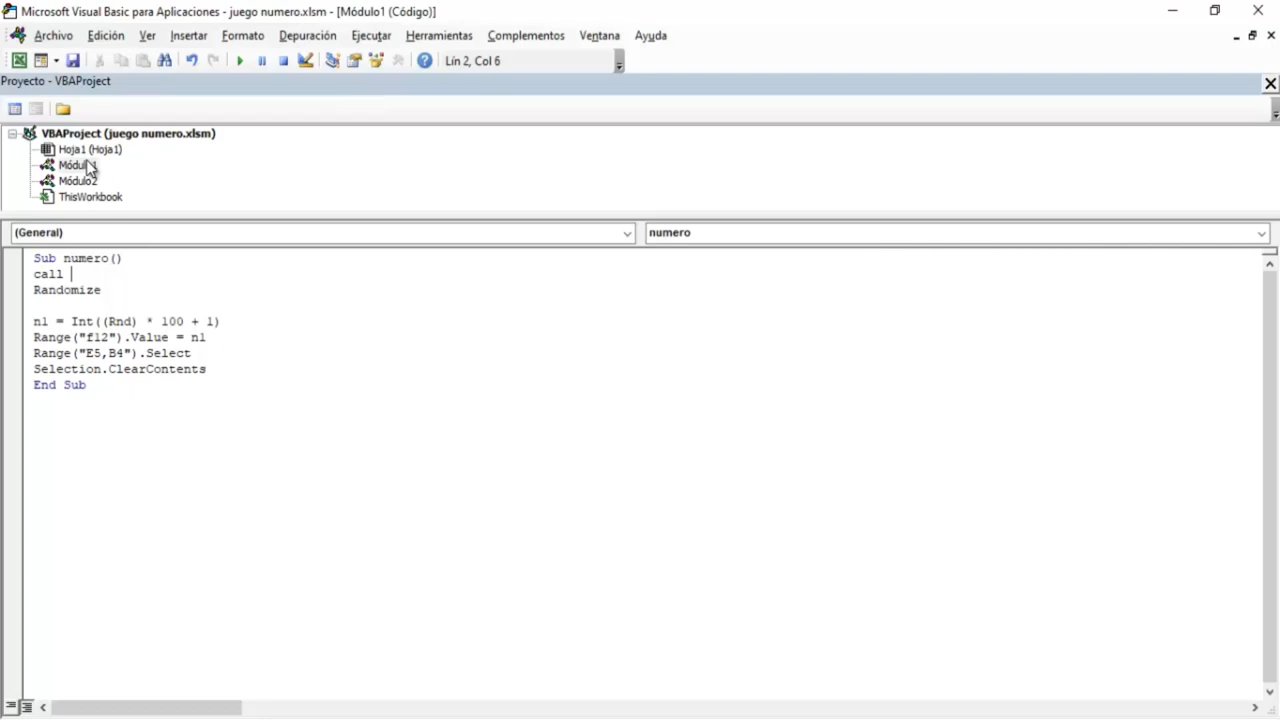 Microsoft Visual Basic para Aplicaciones - juego numero.xlsm - [Módulo1 (Código)]
Archivo Edición Ver Insertar Formato Depuración Ejecutar Herramientas Complementos Ventana Ayuda
Lín 2, Col 6
Proyecto - VBAProject
VBAProject (juego numero.xlsm)
Hoja1 (Hoja1)
Módulo1
Módulo2
ThisWorkbook
(General) numero
Sub numero()
call
Randomize
n1 = Int((Rnd) * 100 + 1)
Range("f12").Value = n1
Range("E5,B4").Select
Selection.ClearContents
End Sub